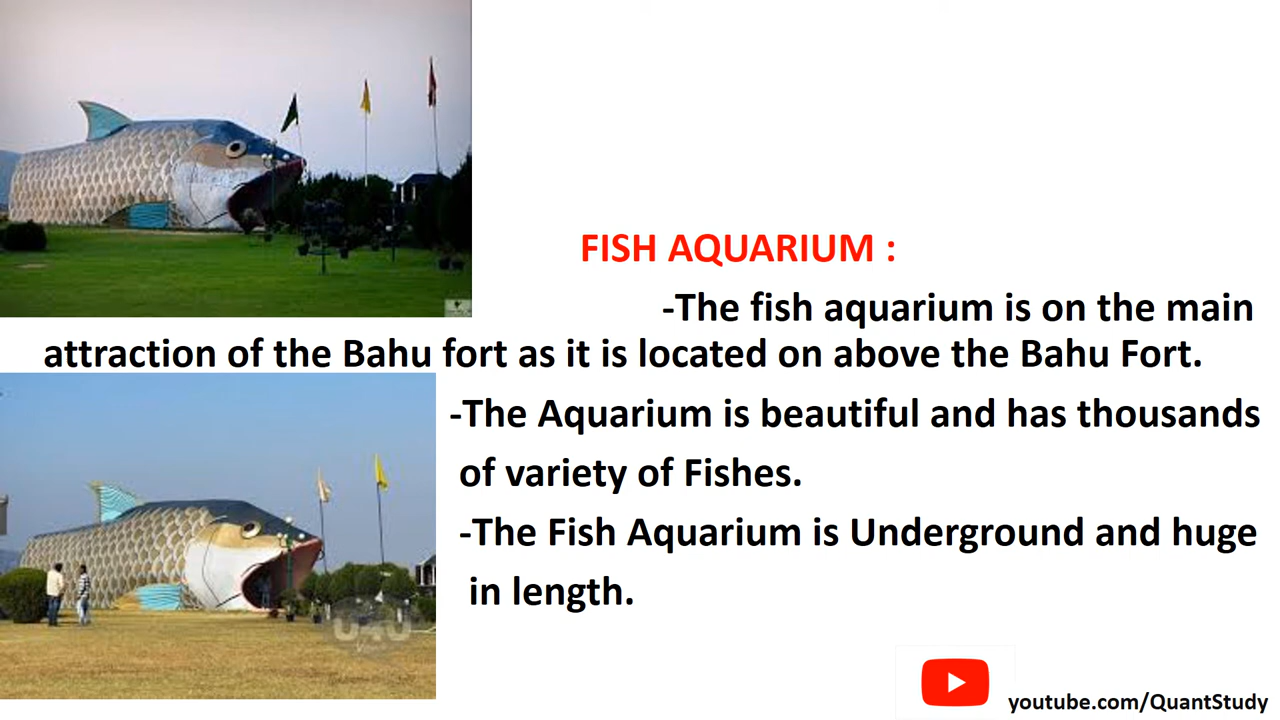 FISH AQUARIUM :
-The fish aquarium is on the main
attraction of the Bahu fort as it is located on above the Bahu Fort.
-The Aquarium is beautiful and has thousands
of variety of Fishes.
-The Fish Aquarium is Underground and huge
in length.
U4U
youtube.com/QuantStudy